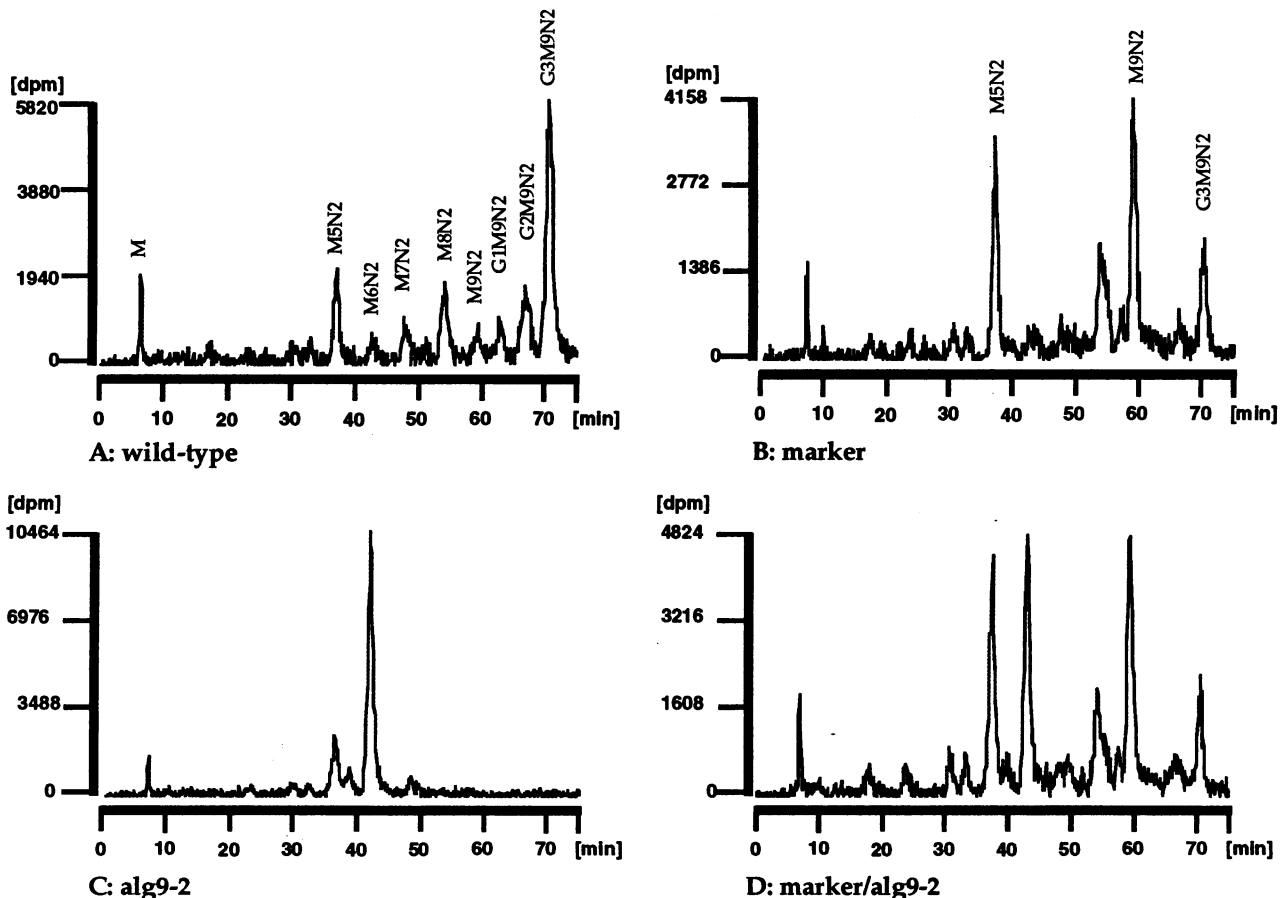 [dpm]
5820
3880
1940
0
M
M5N2
M6N2
M7N2
M8N2
M9N2
G1M9N2
G2M9N2
G3M9N2
0 10 20 30 40 50 60 70 [min]
A: wild-type
[dpm]
4158
2772
1386
0
M5N2
M9N2
G3M9N2
0 10 20 30 40 50 60 70 [min]
B: marker
[dpm]
10464
6976
3488
0
0 10 20 30 40 50 60 70 [min]
C: alg9-2
[dpm]
4824
3216
1608
0
0 10 20 30 40 50 60 70 [min]
D: marker/alg9-2